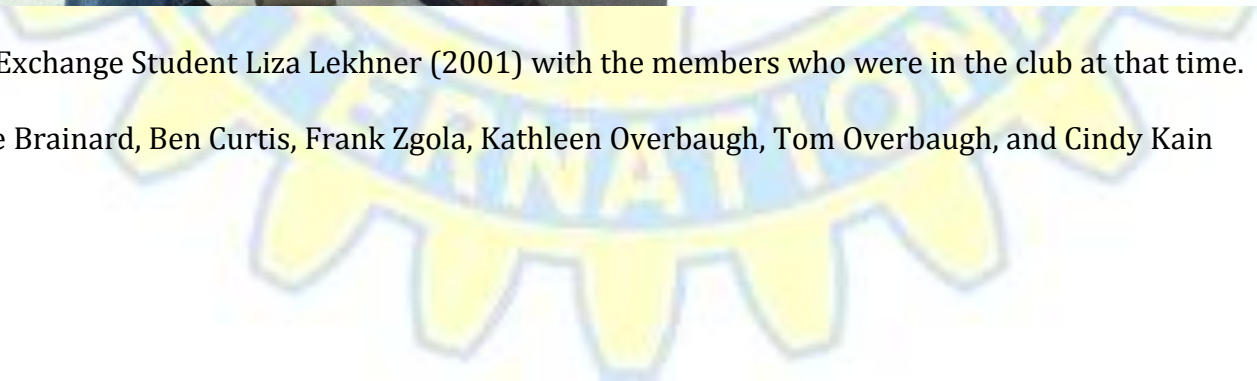 Exchange Student Liza Lekhner (2001) with the members who were in the club at that time.
Brainard, Ben Curtis, Frank Zgola, Kathleen Overbaugh, Tom Overbaugh, and Cindy Kain